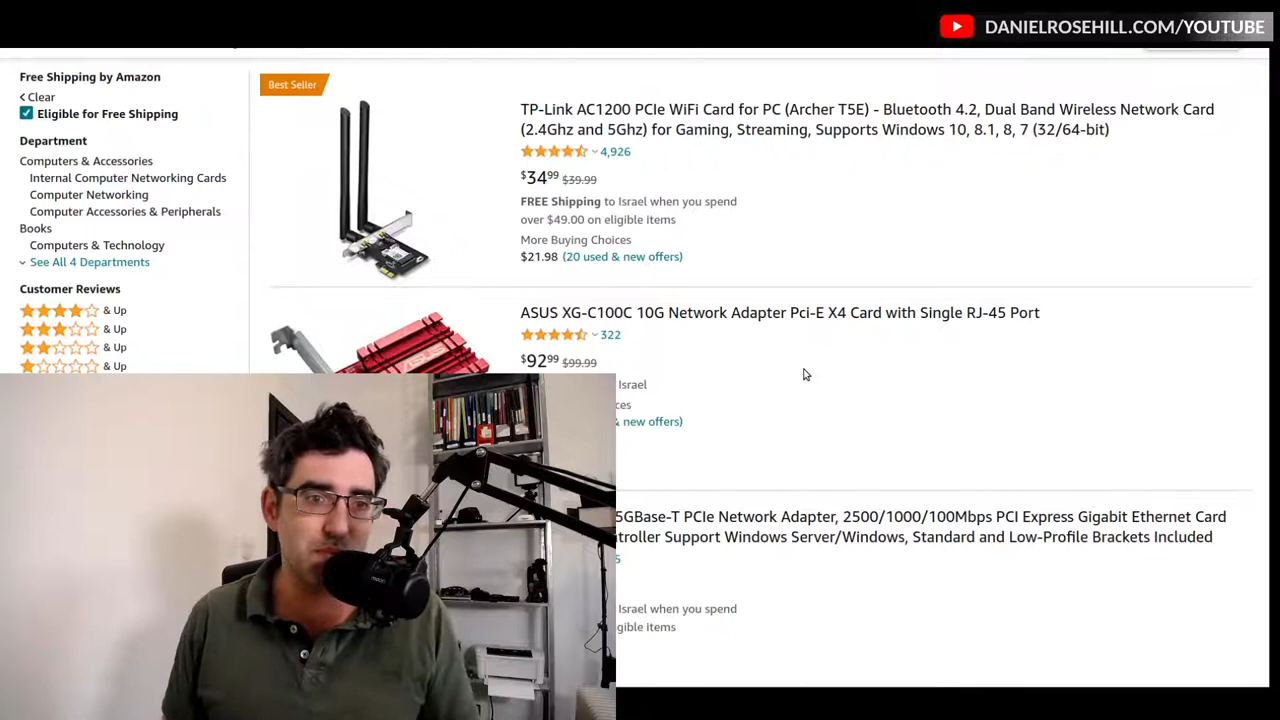 DANIELROSEHILL.COM/YOUTUBE
Free Shipping by Amazon
Clear
Eligible for Free Shipping
Department
Computers & Accessories
Internal Computer Networking Cards
Computer Networking
Computer Accessories & Peripherals
Books
Computers & Technology
See All 4 Departments
Customer Reviews
& Up
& Up
& Up
& Up
Best Seller
TP-Link AC1200 PCIe WiFi Card for PC (Archer T5E) - Bluetooth 4.2, Dual Band Wireless Network Card
(2.4Ghz and 5Ghz) for Gaming, Streaming, Supports Windows 10, 8.1, 8, 7 (32/64-bit)
4,926
$34.99 $39.99
FREE Shipping to Israel when you spend
over $49.00 on eligible items
More Buying Choices
$21.98 (20 used & new offers)
ASUS XG-C100C 10G Network Adapter Pci-E X4 Card with Single RJ-45 Port
322
$92.99 $99.99
Israel
& new offers)
5GBase-T PCIe Network Adapter, 2500/1000/100Mbps PCI Express Gigabit Ethernet Card
Support Windows Server/Windows, Standard and Low-Profile Brackets Included
Israel when you spend
items